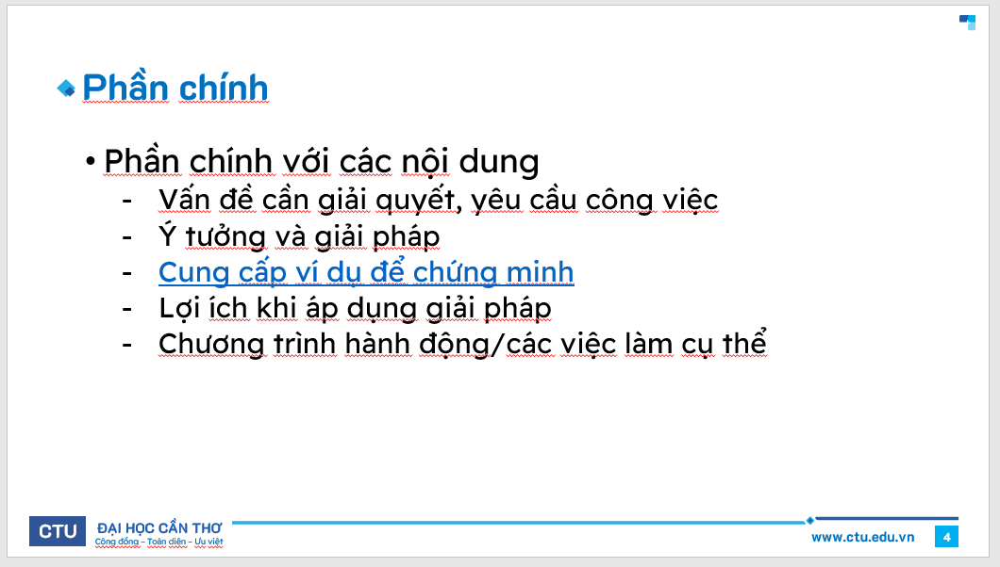 Phần chính
• Phần chính với các nội dung
- Vấn đề cần giải quyết, yêu cầu công việc
- Ý tưởng và giải pháp
- Cung cấp ví dụ để chứng minh
- Lợi ích khi áp dụng giải pháp
- Chương trình hành động/các việc làm cụ thể
CTU
ĐẠI HỌC CẦN THƠ
Cộng đồng – Toàn diện – Ưu việt
www.ctu.edu.vn
4